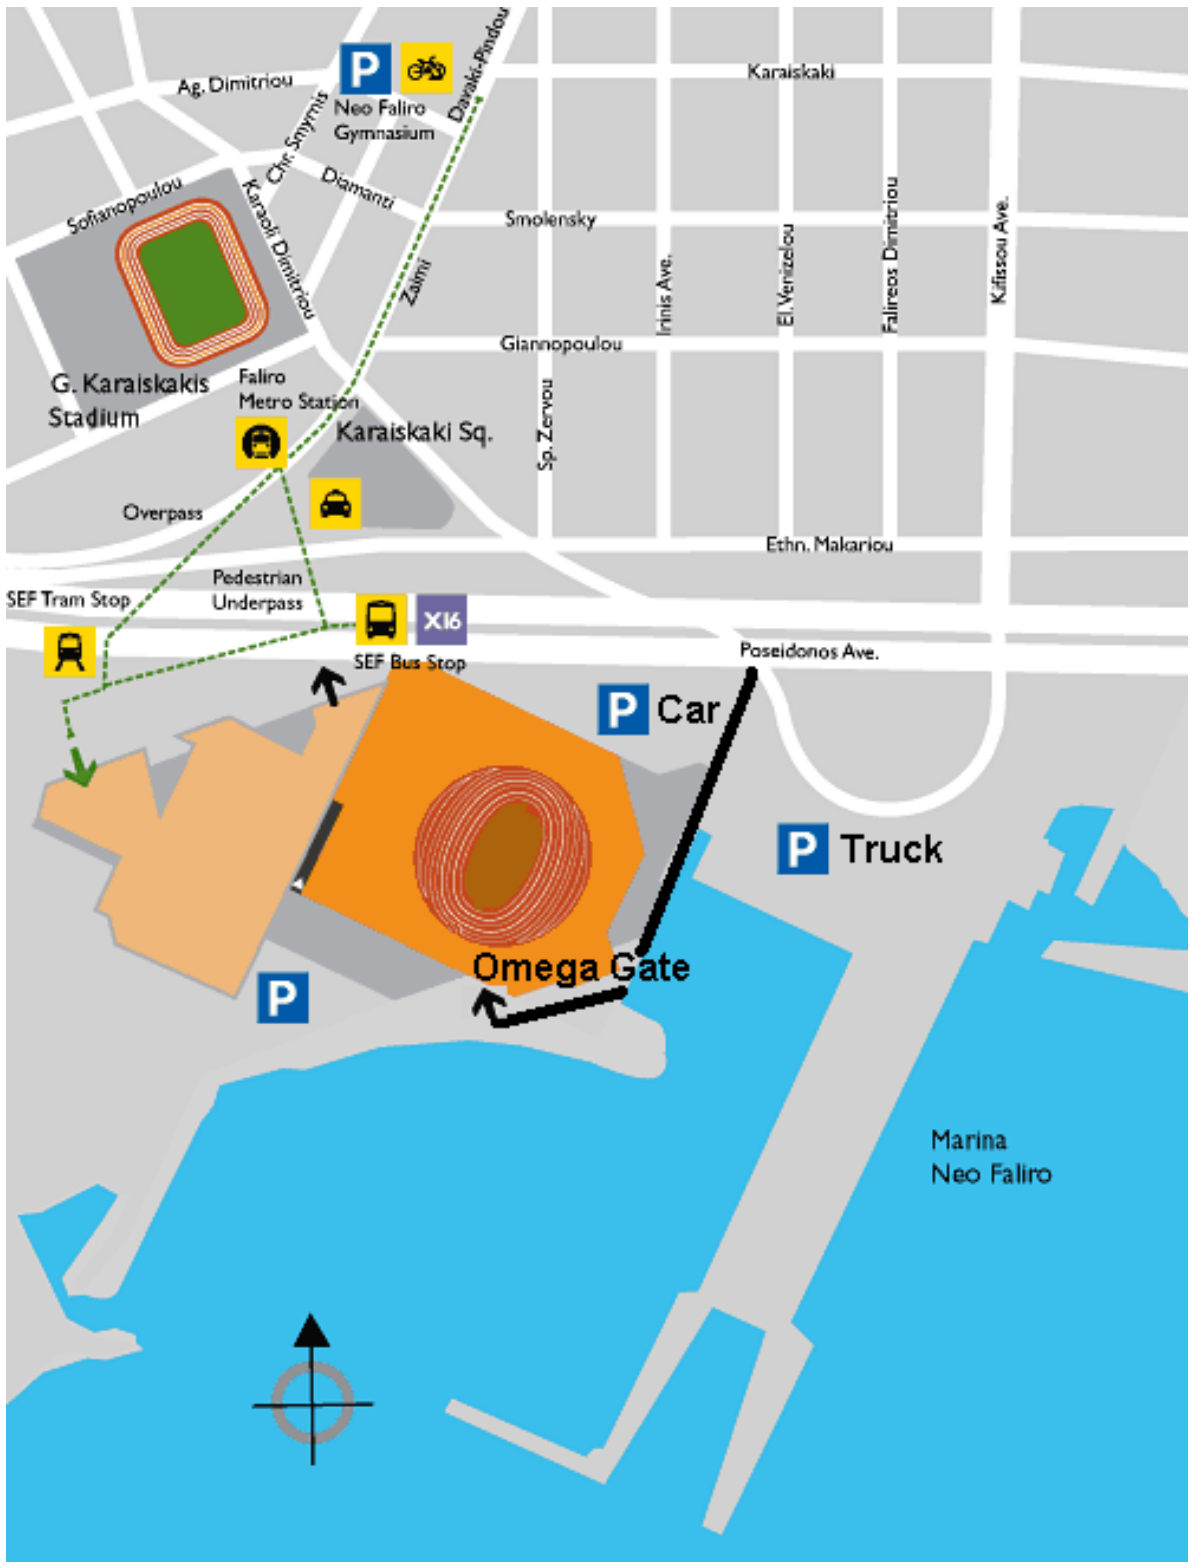 Ag. Dimitriou
P
Neo Faliro
Gymnasium
Davaki-Pindou
Karaiskaki
Chr. Smyrnis
Diamanti
Sofianopoulou
Karaoli Dimitriou
Smolensky
Zaimi
Irinis Ave.
El. Venizelou
Falireos Dimitriou
Kifissou Ave.
Giannopoulou
G. Karaiskakis
Stadium
Faliro
Metro Station
Karaiskaki Sq.
Sp. Zervou
Overpass
Ethn. Makariou
Pedestrian
Underpass
SEF Tram Stop
X16
SEF Bus Stop
Poseidonos Ave.
P Car
P Truck
Omega Gate
P
Marina
Neo Faliro